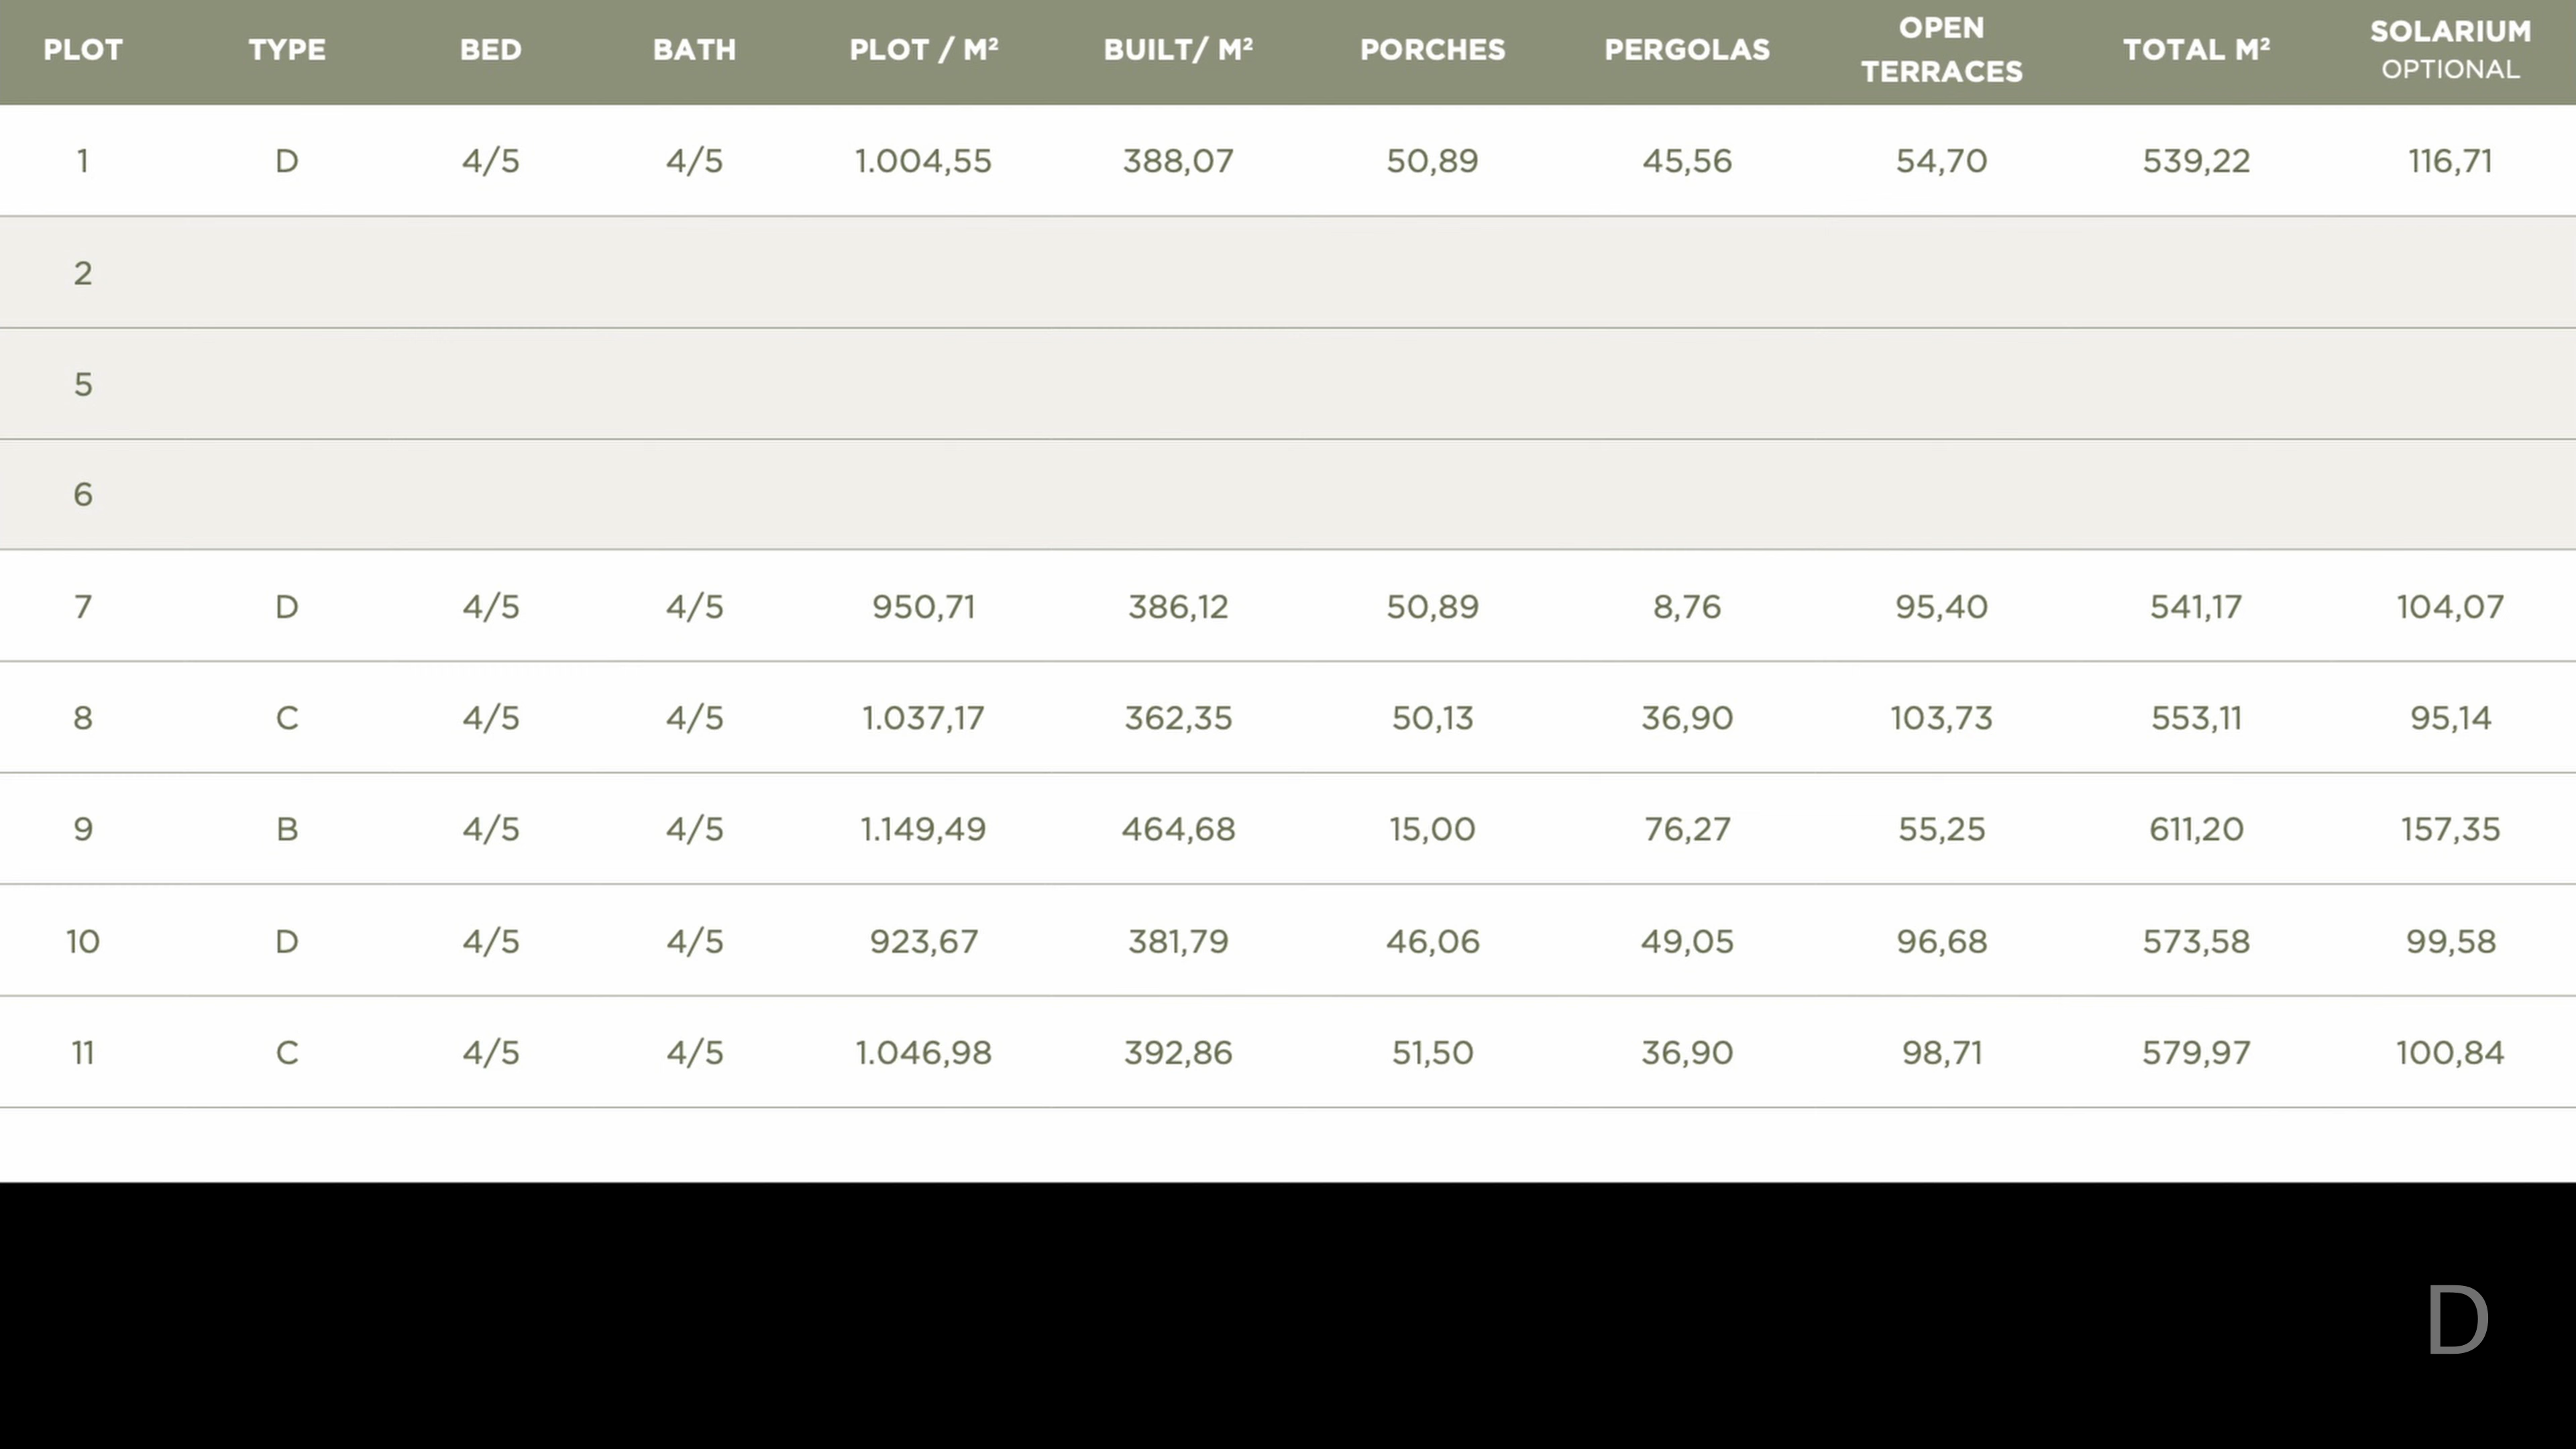 PLOT TYPE BED BATH PLOT / M² BUILT/ M² PORCHES PERGOLAS OPEN TERRACES TOTAL M² SOLARIUM OPTIONAL
1 D 4/5 4/5 1.004,55 388,07 50,89 45,56 54,70 539,22 116,71
2
5
6
7 D 4/5 4/5 950,71 386,12 50,89 8,76 95,40 541,17 104,07
8 C 4/5 4/5 1.037,17 362,35 50,13 36,90 103,73 553,11 95,14
9 B 4/5 4/5 1.149,49 464,68 15,00 76,27 55,25 611,20 157,35
10 D 4/5 4/5 923,67 381,79 46,06 49,05 96,68 573,58 99,58
11 C 4/5 4/5 1.046,98 392,86 51,50 36,90 98,71 579,97 100,84
D